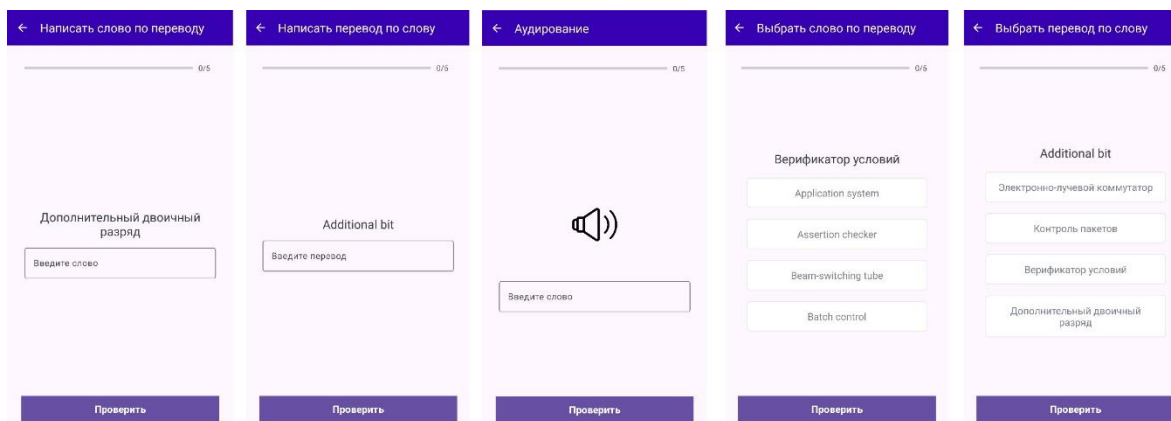 ← Написать слово по переводу
0/5
Дополнительный двоичный
разряд
Введите слово
Проверить
← Написать перевод по слову
0/5
Additional bit
Введите перевод
Проверить
← Аудирование
0/5
Введите слово
Проверить
← Выбрать слово по переводу
0/5
Верификатор условий
Application system
Assertion checker
Beam-switching tube
Batch control
Проверить
← Выбрать перевод по слову
0/5
Additional bit
Электронно-лучевой коммутатор
Контроль пакетов
Верификатор условий
Дополнительный двоичный
разряд
Проверить